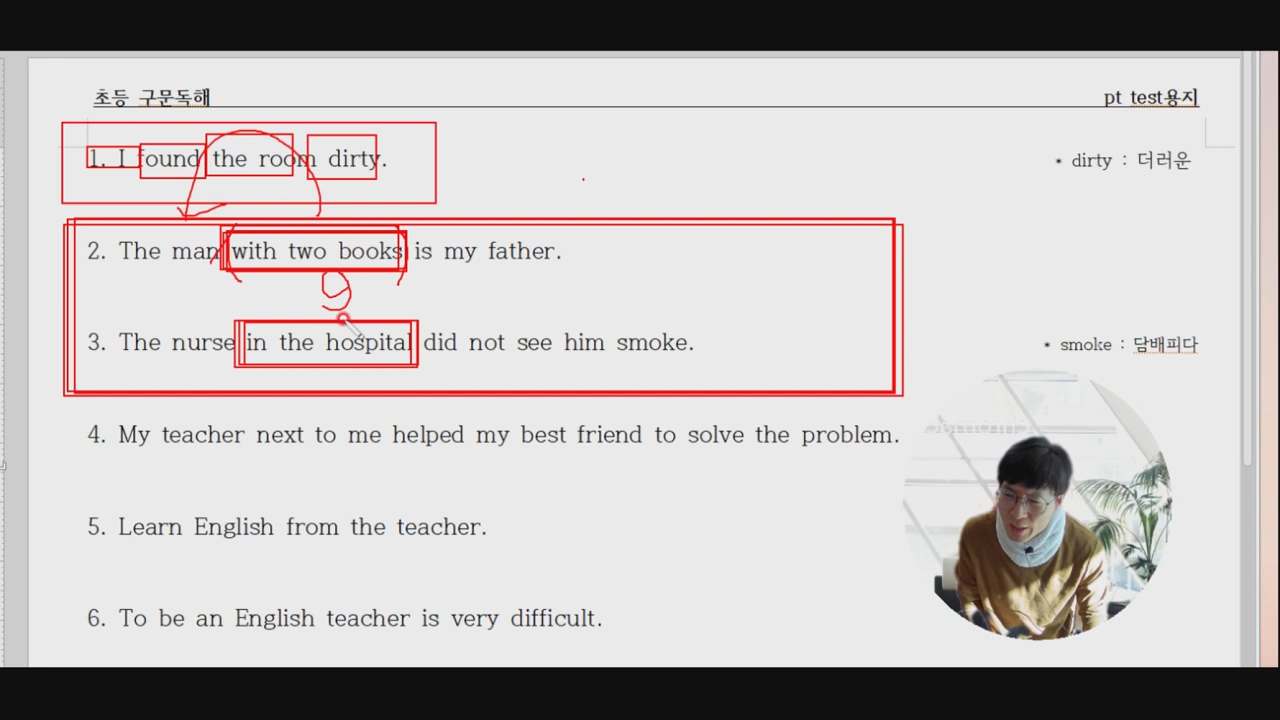 초등 구문독해 pt test용지
1. I found the room dirty. * dirty : 더러운
2. The man with two books is my father.
3. The nurse in the hospital did not see him smoke. * smoke : 담배피다
4. My teacher next to me helped my best friend to solve the problem.
5. Learn English from the teacher.
6. To be an English teacher is very difficult.